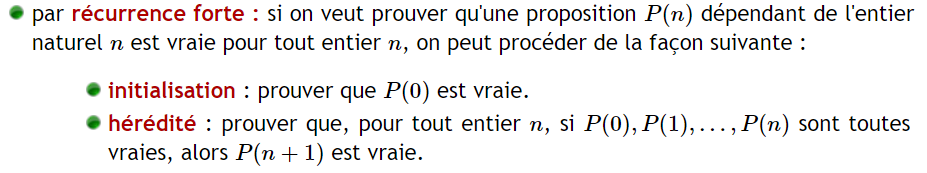 par récurrence forte : si on veut prouver qu'une proposition P(n) dépendant de l'entier
naturel n est vraie pour tout entier n, on peut procéder de la façon suivante :
initialisation : prouver que P(0) est vraie.
hérédité : prouver que, pour tout entier n, si P(0), P(1), ..., P(n) sont toutes
vraies, alors P(n + 1) est vraie.